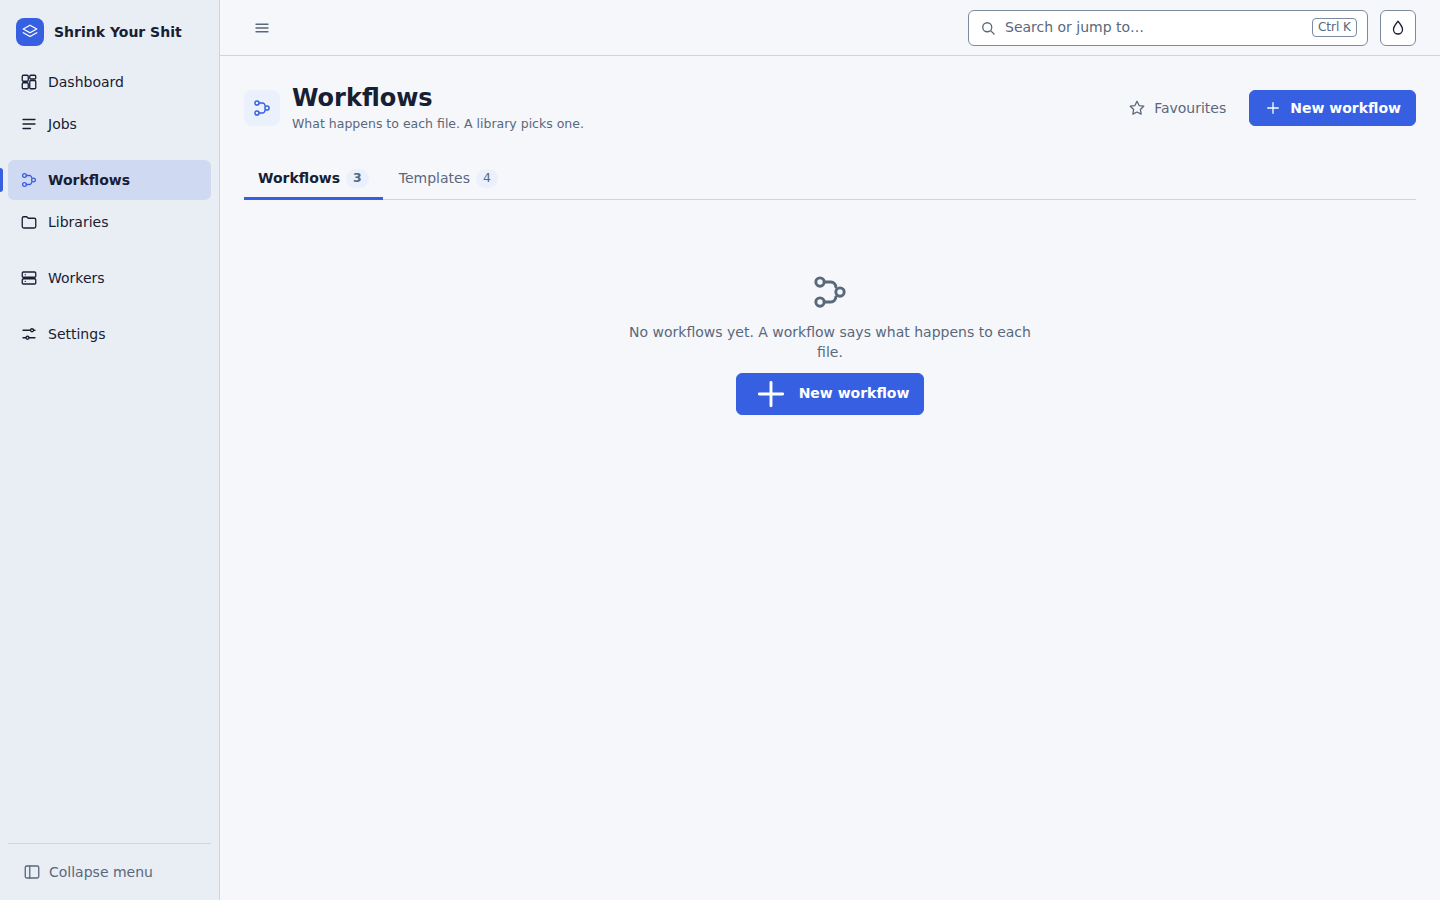 Shrink Your Shit
Search or jump to...
Ctrl K
Dashboard
Jobs
Workflows
Libraries
Workers
Settings
Collapse menu
Workflows
What happens to each file. A library picks one.
Favourites
New workflow
Workflows 3
Templates 4
No workflows yet. A workflow says what happens to each
file.
New workflow